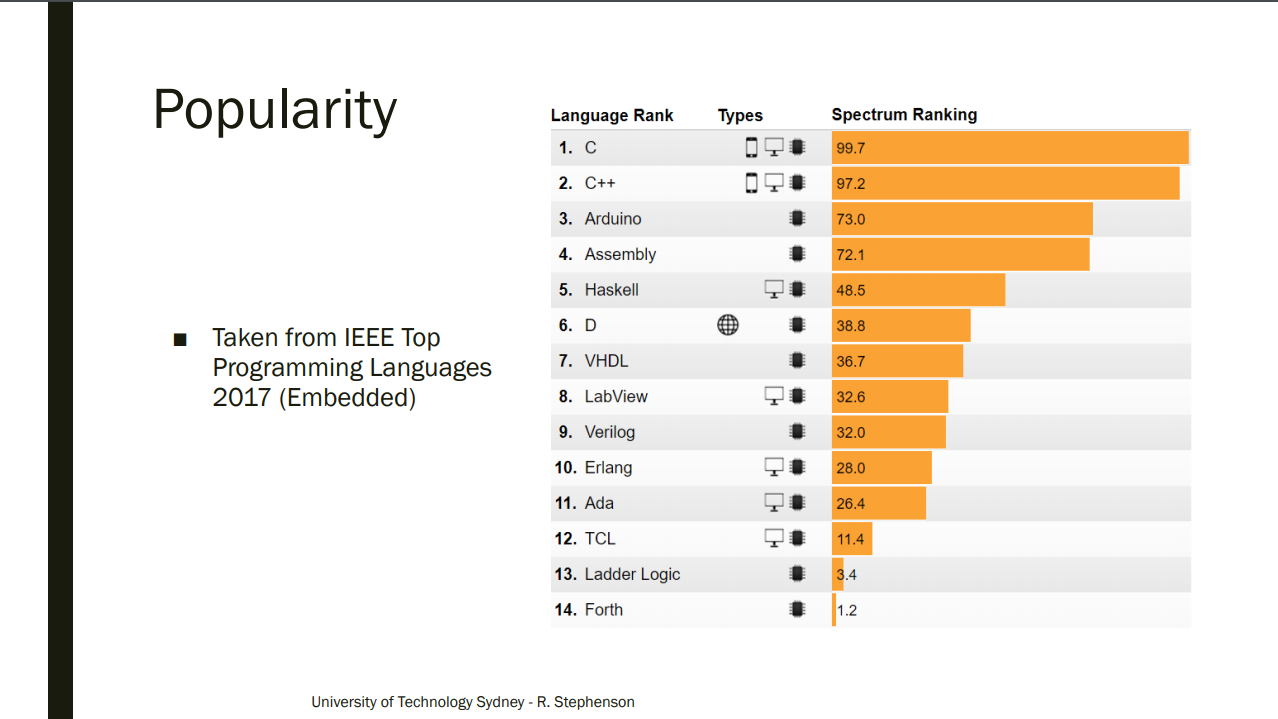 Popularity
■ Taken from IEEE Top
Programming Languages
2017 (Embedded)
Language Rank Types Spectrum Ranking
1. C 99.7
2. C++ 97.2
3. Arduino 73.0
4. Assembly 72.1
5. Haskell 48.5
6. D 38.8
7. VHDL 36.7
8. LabView 32.6
9. Verilog 32.0
10. Erlang 28.0
11. Ada 26.4
12. TCL 11.4
13. Ladder Logic 3.4
14. Forth 1.2
University of Technology Sydney - R. Stephenson